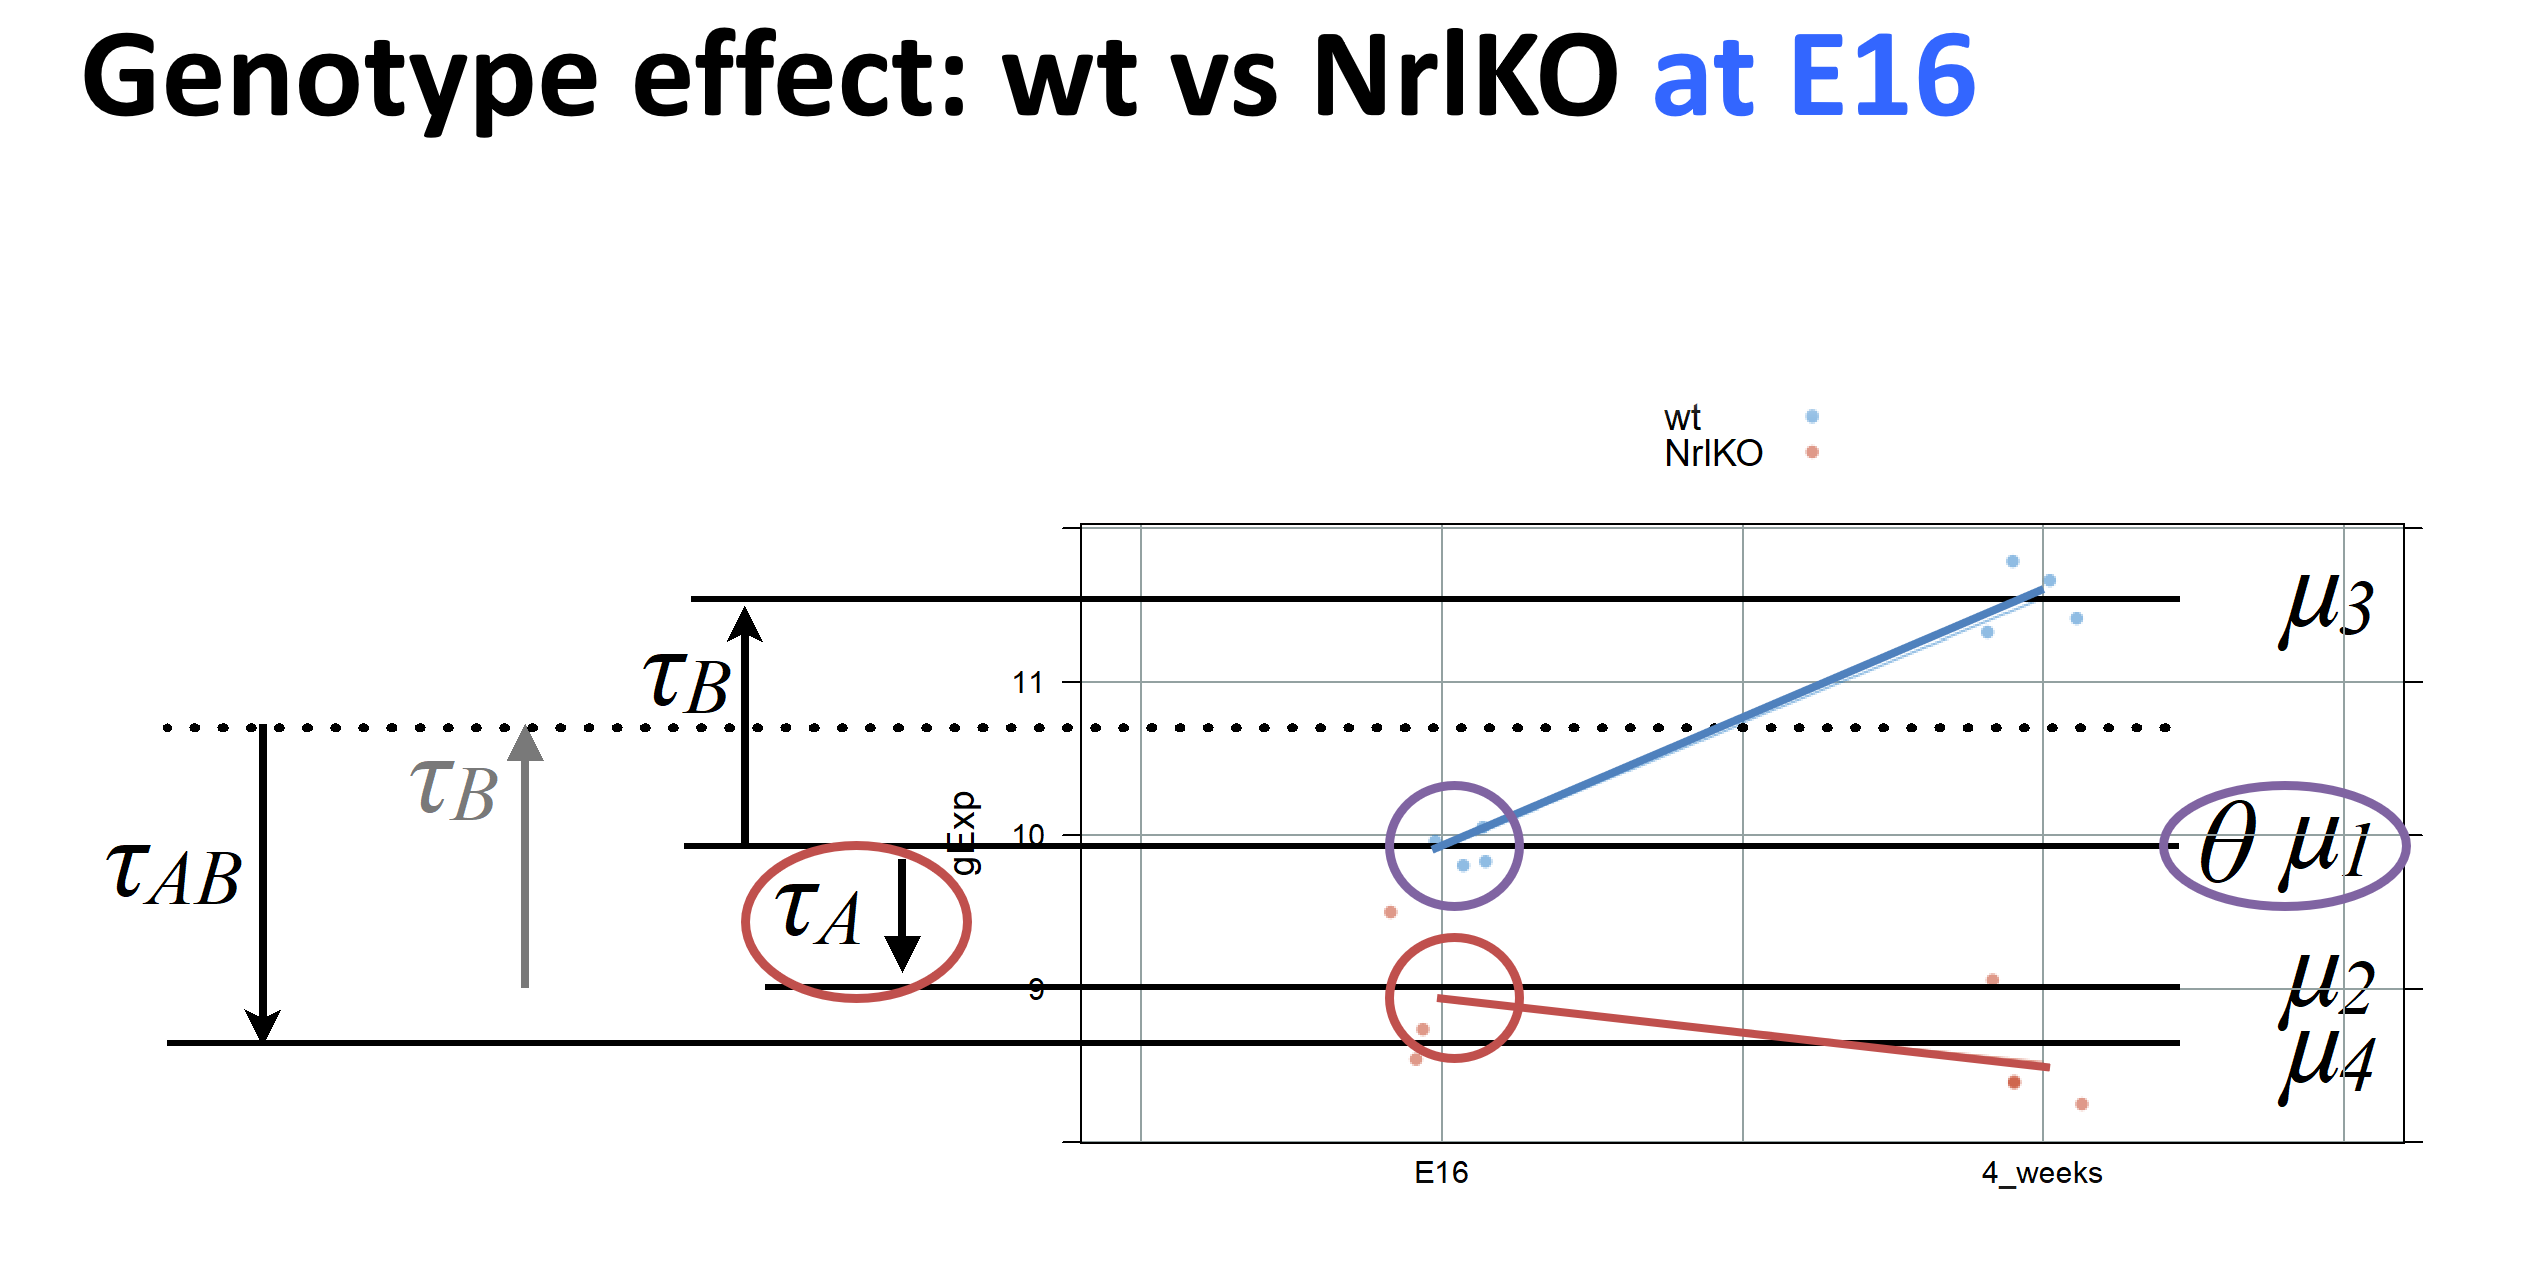 Genotype effect: wt vs NrlKO at E16
wt
NrlKO
μ3
τB
11
τB
gExp
10
θ μ1
τAB
τA
9
μ2
μ4
E16
4_weeks